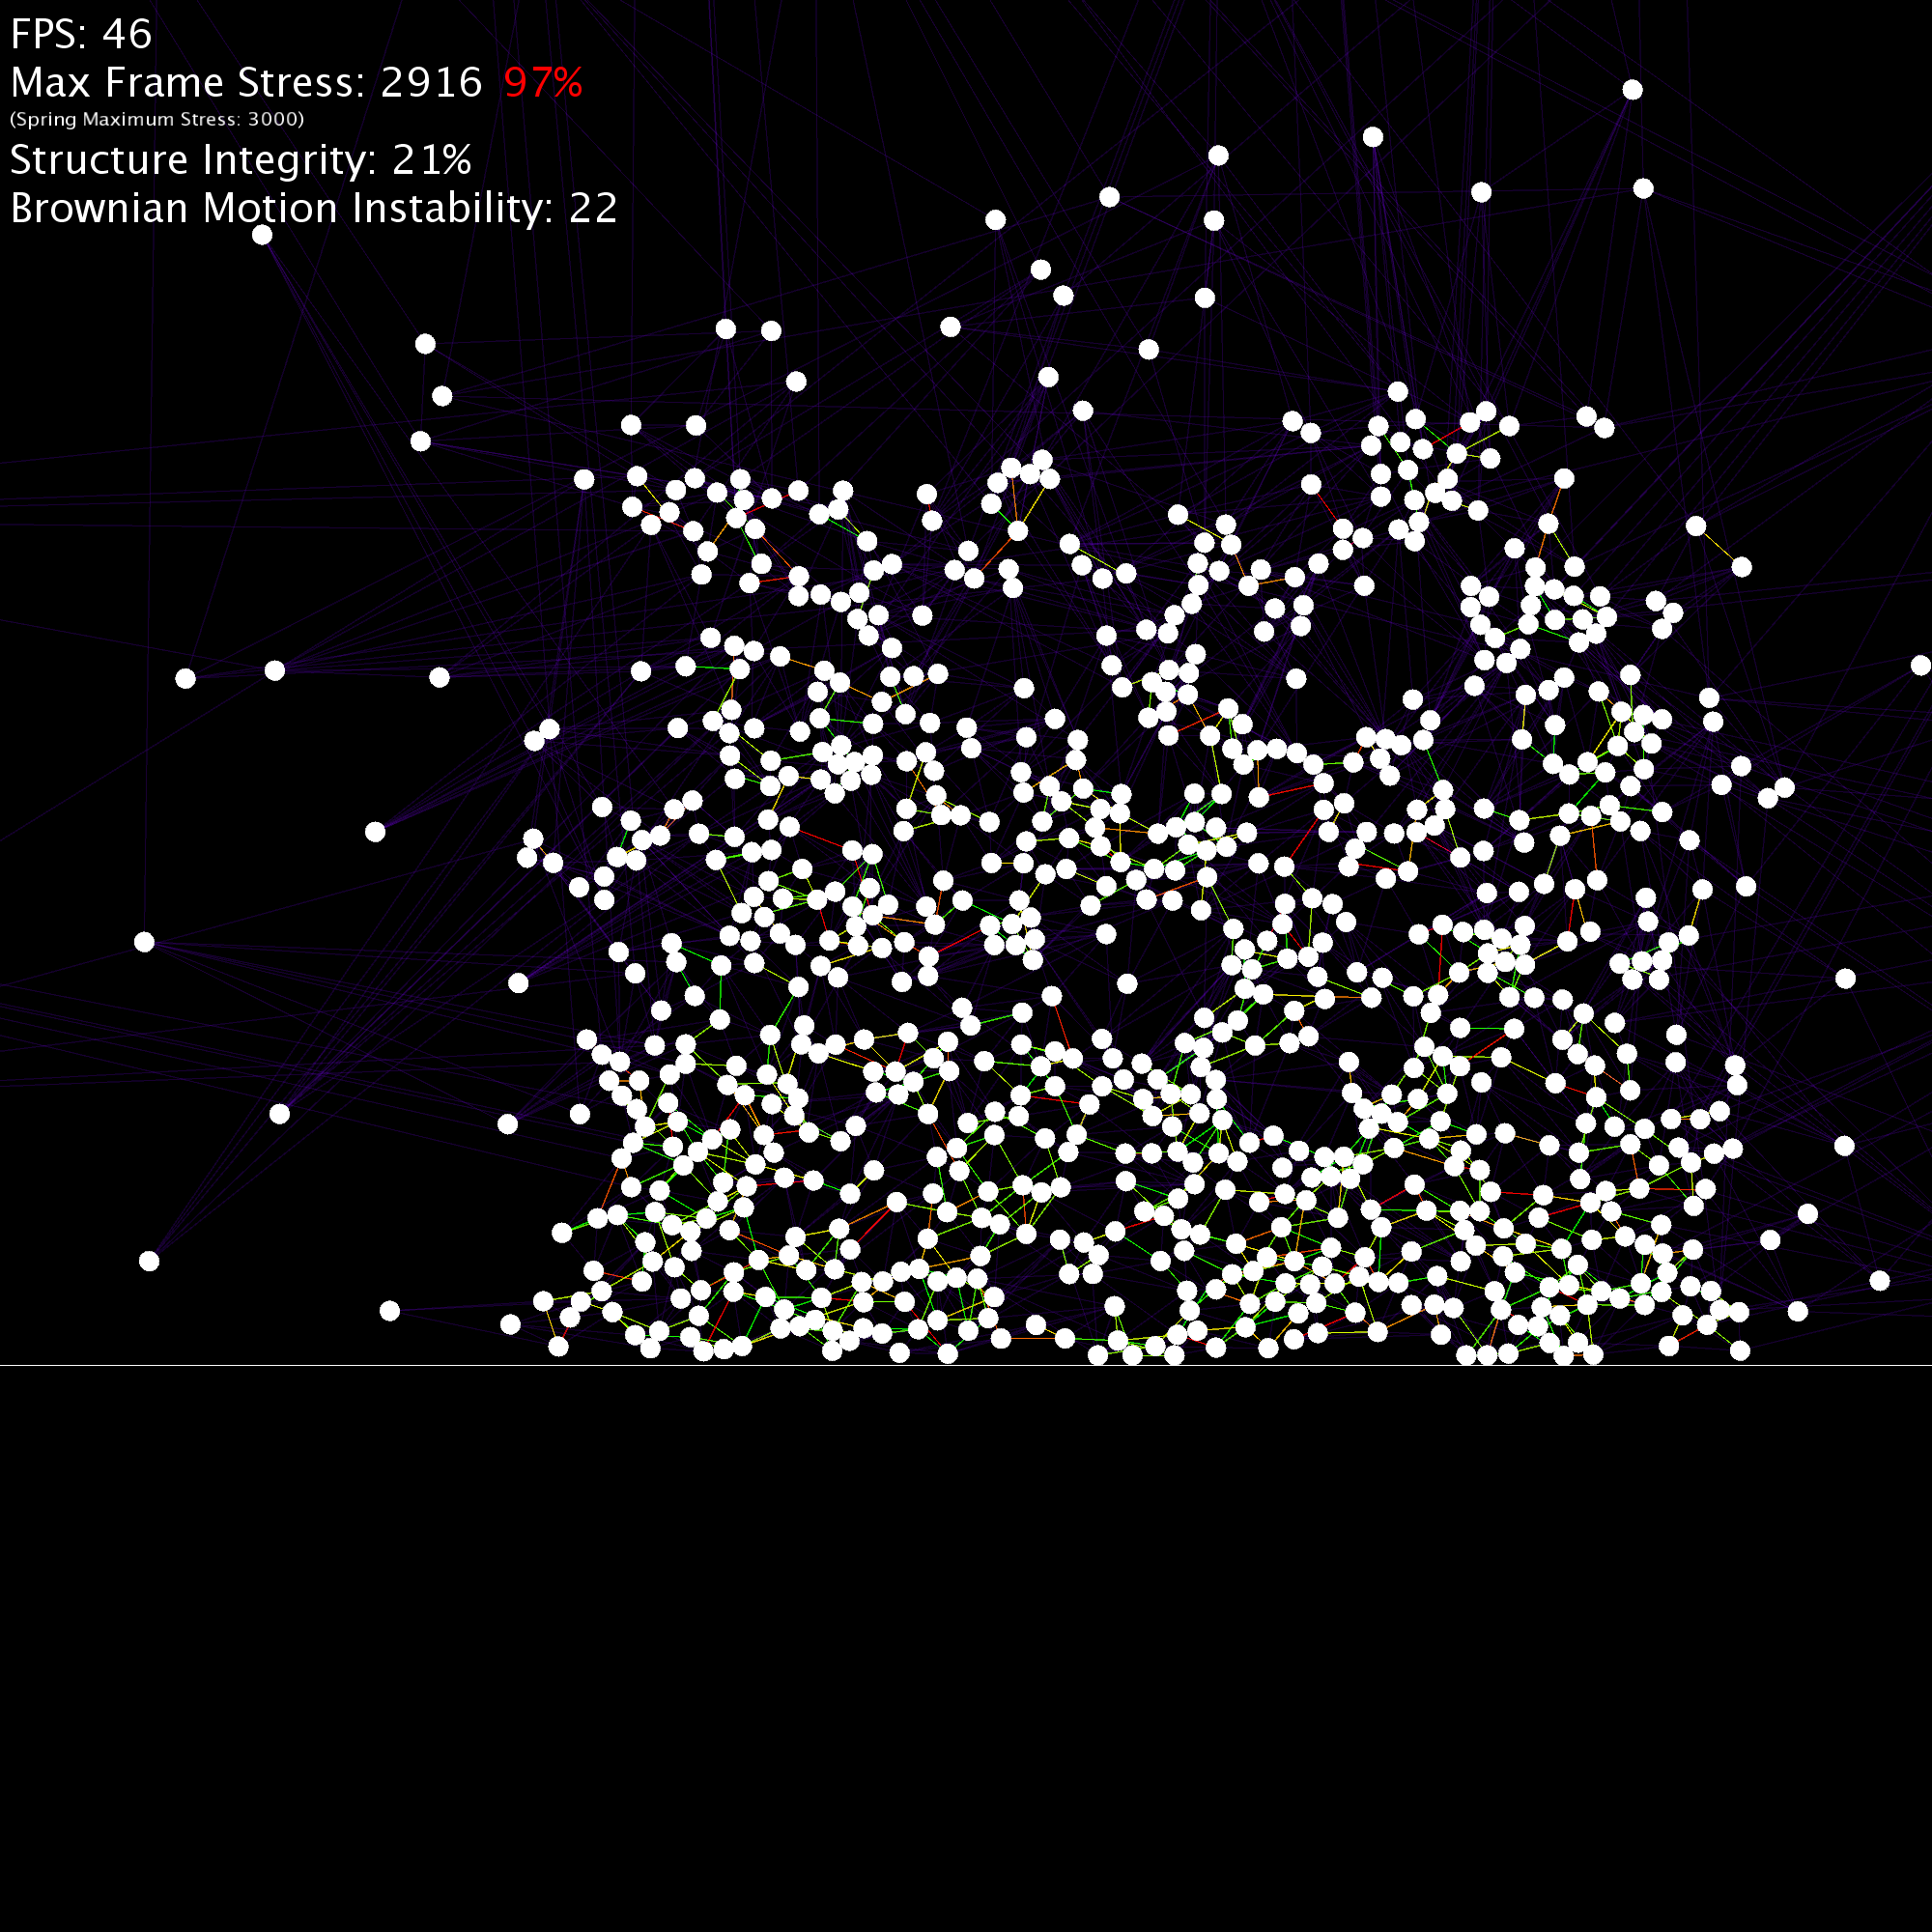 FPS: 46
Max Frame Stress: 2916 97%
(Spring Maximum Stress: 3000)
Structure Integrity: 21%
Brownian Motion Instability: 22